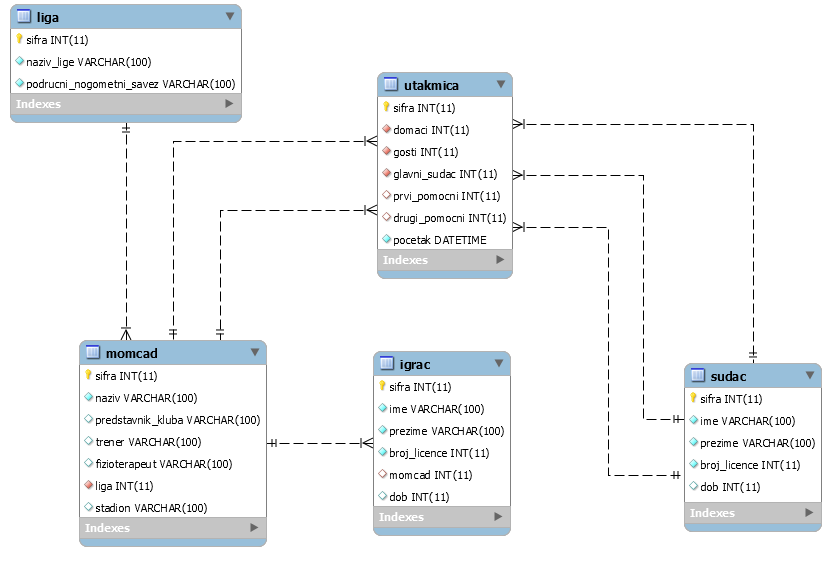 liga
sifra INT(11)
naziv_lige VARCHAR(100)
podrucni_nogometni_savez VARCHAR(100)
Indexes
utakmica
sifra INT(11)
domaci INT(11)
gosti INT(11)
glavni_sudac INT(11)
prvi_pomocni INT(11)
drugi_pomocni INT(11)
pocetak DATETIME
Indexes
momcad
sifra INT(11)
naziv VARCHAR(100)
predstavnik_kluba VARCHAR(100)
trener VARCHAR(100)
fizioterapeut VARCHAR(100)
liga INT(11)
stadion VARCHAR(100)
Indexes
igrac
sifra INT(11)
ime VARCHAR(100)
prezime VARCHAR(100)
broj_licence INT(11)
momcad INT(11)
dob INT(11)
Indexes
sudac
sifra INT(11)
ime VARCHAR(100)
prezime VARCHAR(100)
broj_licence INT(11)
dob INT(11)
Indexes